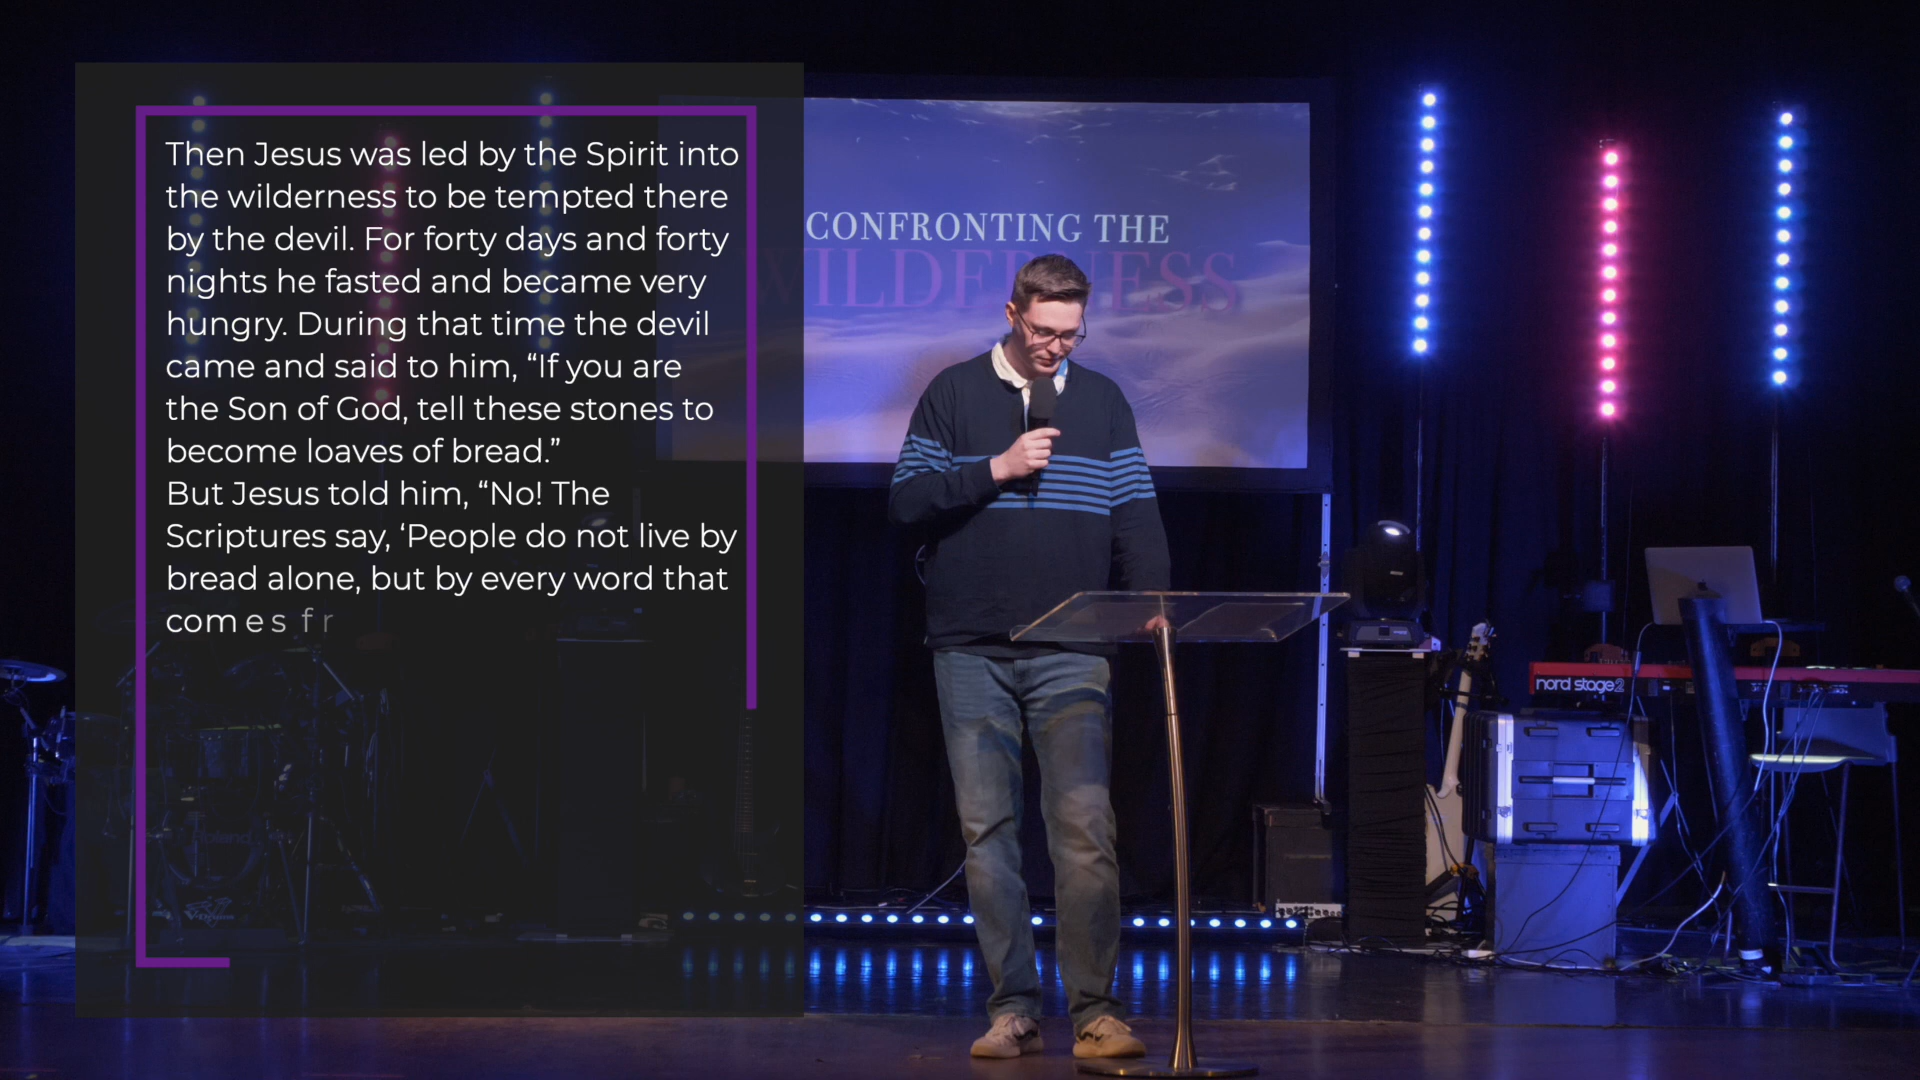 Then Jesus was led by the Spirit into
the wilderness to be tempted there
by the devil. For forty days and forty
nights he fasted and became very
hungry. During that time the devil
came and said to him, “If you are
the Son of God, tell these stones to
become loaves of bread.”
But Jesus told him, “No! The
Scriptures say, ‘People do not live by
bread alone, but by every word that
comes fr
CONFRONTING THE
nord stage2
Roland